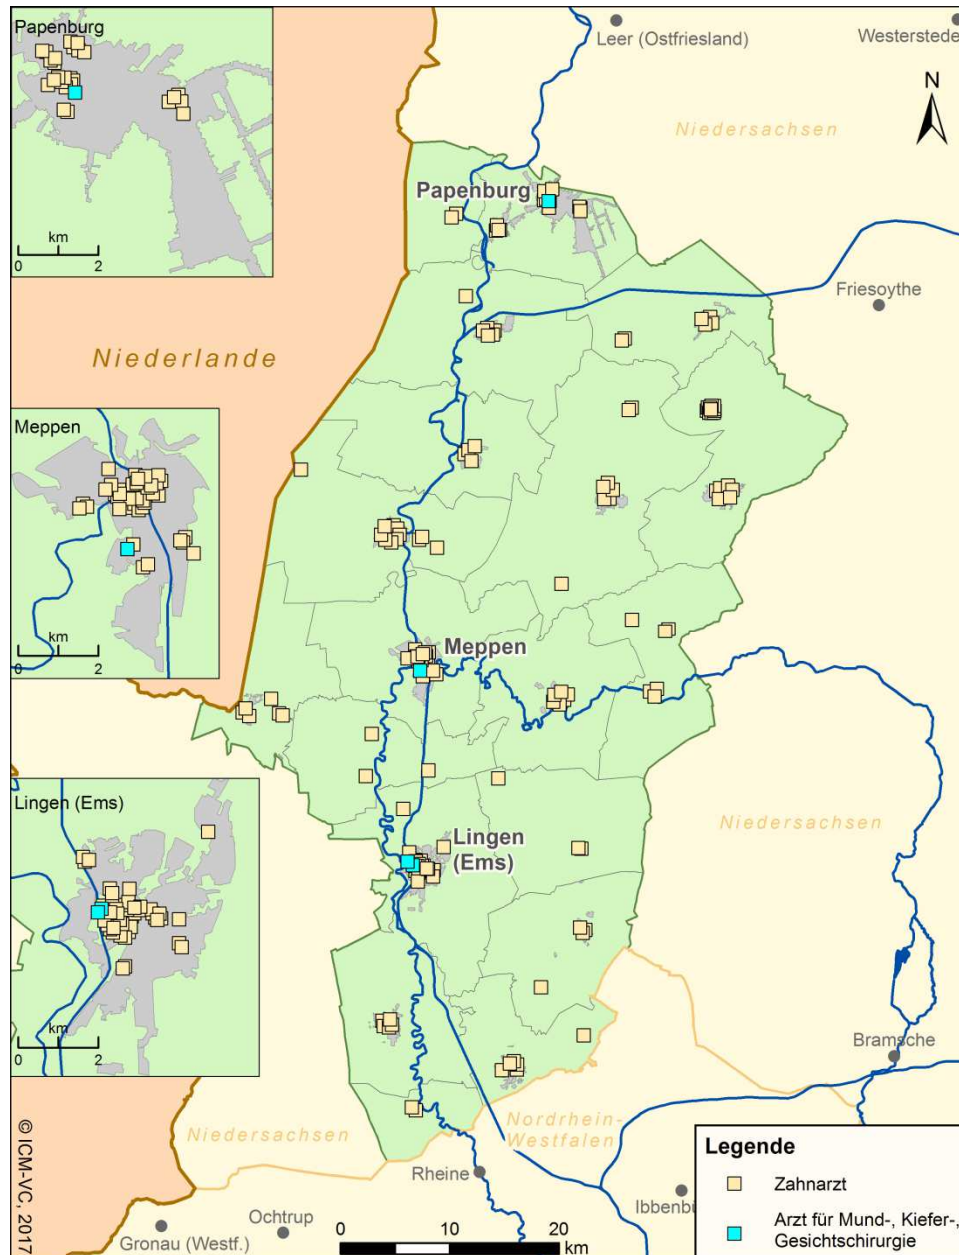 Papenburg
km
0 2
Leer (Ostfriesland)
Westerstede
N
Niedersachsen
Papenburg
Friesoythe
Niederlande
Meppen
km
0 2
Meppen
Lingen (Ems)
km
0 2
Lingen
(Ems)
Niedersachsen
Bramsche
Niedersachsen
Nordrhein-
Westfalen
Rheine
Ochtrup
Gronau (Westf.)
0 10 20
km
© ICM-VC, 2017
Legende
Zahnarzt
Arzt für Mund-, Kiefer-,
Gesichtschirurgie